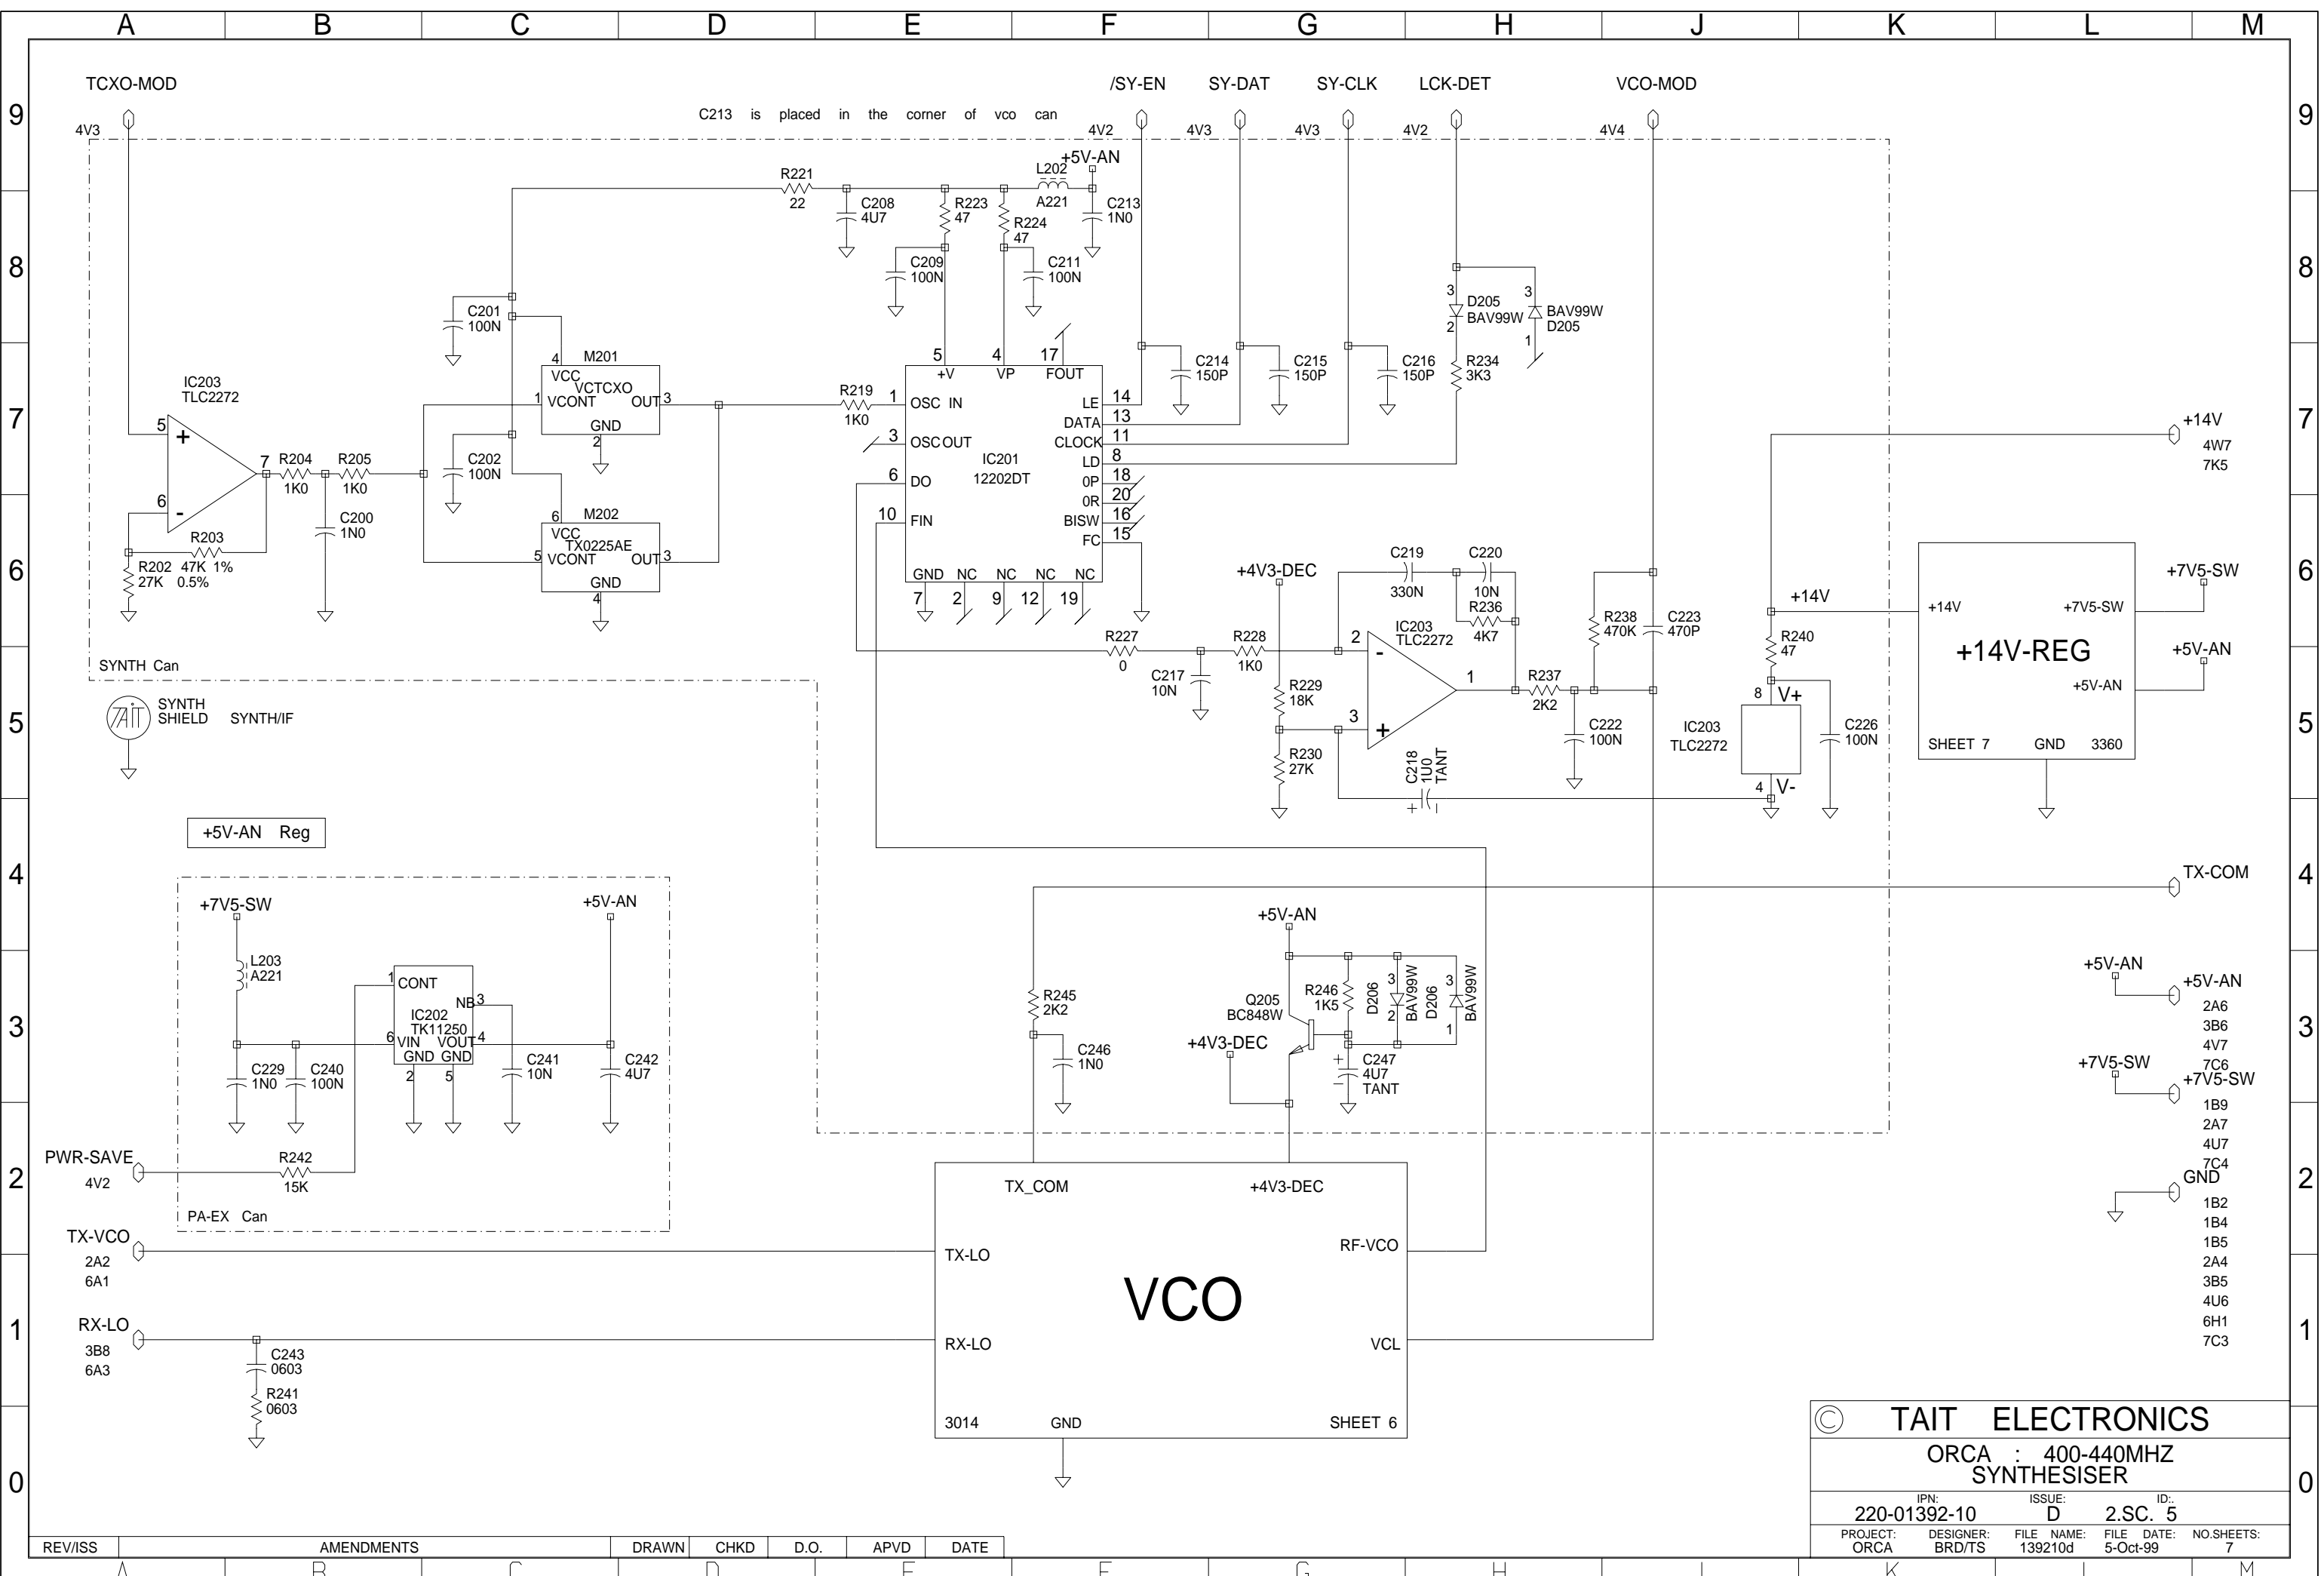 A B C D E F G H J K L M
TCXO-MOD
/SY-EN SY-DAT SY-CLK LCK-DET VCO-MOD
9 9
C213 is placed in the corner of vco can
4V3
4V2 4V3 4V3 4V2 4V4
+5V-AN
L202
A221
R221
22
C208
4U7
R223
47
R224
47
C213
1N0
8 8
C209
100N
C211
100N
C201
100N
3
D205
BAV99W
2
3
BAV99W
D205
1
C214
150P
C215
150P
C216
150P
R234
3K3
IC203
TLC2272
5
+
6
-
7
R204
1K0
R205
1K0
C200
1N0
R203
47K 1%
R202
27K 0.5%
C202
100N
M201
4
VCC
VCTCXO
1
VCONT
OUT
3
GND
2
M202
6
VCC
TX0225AE
5
VCONT
OUT
3
GND
4
R219
1K0
7 7
5 4 17
+V VP FOUT
1 OSC IN
3 OSCOUT
6 DO
10 FIN
IC201
12202DT
LE 14
DATA 13
CLOCK 11
LD 8
0P 18
0R 20
BISW 16
FC 15
GND NC NC NC NC
7 2 9 12 19
+14V
4W7
7K5
6 6
SYNTH Can
+4V3-DEC
C219
330N
C220
10N
R236
4K7
R227
0
R228
1K0
C217
10N
IC203
TLC2272
2
-
3
+
1
R229
18K
R230
27K
C218
1U0
TANT
+ -
R237
2K2
C222
100N
R238
470K
C223
470P
+14V
R240
47
8
V+
IC203
TLC2272
4
V-
C226
100N
+14V
+7V5-SW
+14V-REG
+5V-AN
SHEET 7 GND 3360
+7V5-SW
+5V-AN
TAIT
SYNTH
SHIELD SYNTH/IF
5 5
+5V-AN Reg
4 4
TX-COM
+7V5-SW
+5V-AN
L203
A221
1
CONT
NB
3
IC202
TK11250
6
VIN VOUT
4
GND GND
2 5
C229
1N0
C240
100N
C241
10N
C242
4U7
R242
15K
PA-EX Can
+5V-AN
R245
2K2
C246
1N0
Q205
BC848W
R246
1K5
3
D206
BAV99W
2
3
D206
BAV99W
1
+4V3-DEC
+
-
C247
4U7
TANT
3 3
+5V-AN
+5V-AN
2A6
3B6
4V7
7C6
+7V5-SW
+7V5-SW
1B9
2A7
4U7
7C4
GND
1B2
1B4
1B5
2A4
3B5
4U6
6H1
7C3
2 2
PWR-SAVE
4V2
TX-VCO
2A2
6A1
RX-LO
3B8
6A3
1 1
C243
0603
R241
0603
TX_COM +4V3-DEC
TX-LO RF-VCO
VCO
RX-LO VCL
3014 GND SHEET 6
0 0
© TAIT ELECTRONICS
ORCA : 400-440MHZ
SYNTHESISER
IPN: ISSUE: ID:.
220-01392-10 D 2.SC. 5
PROJECT: DESIGNER: FILE NAME: FILE DATE: NO.SHEETS:
ORCA BRD/TS 139210d 5-Oct-99 7
REV/ISS AMENDMENTS DRAWN CHKD D.O. APVD DATE
A B C D E F G H J K L M